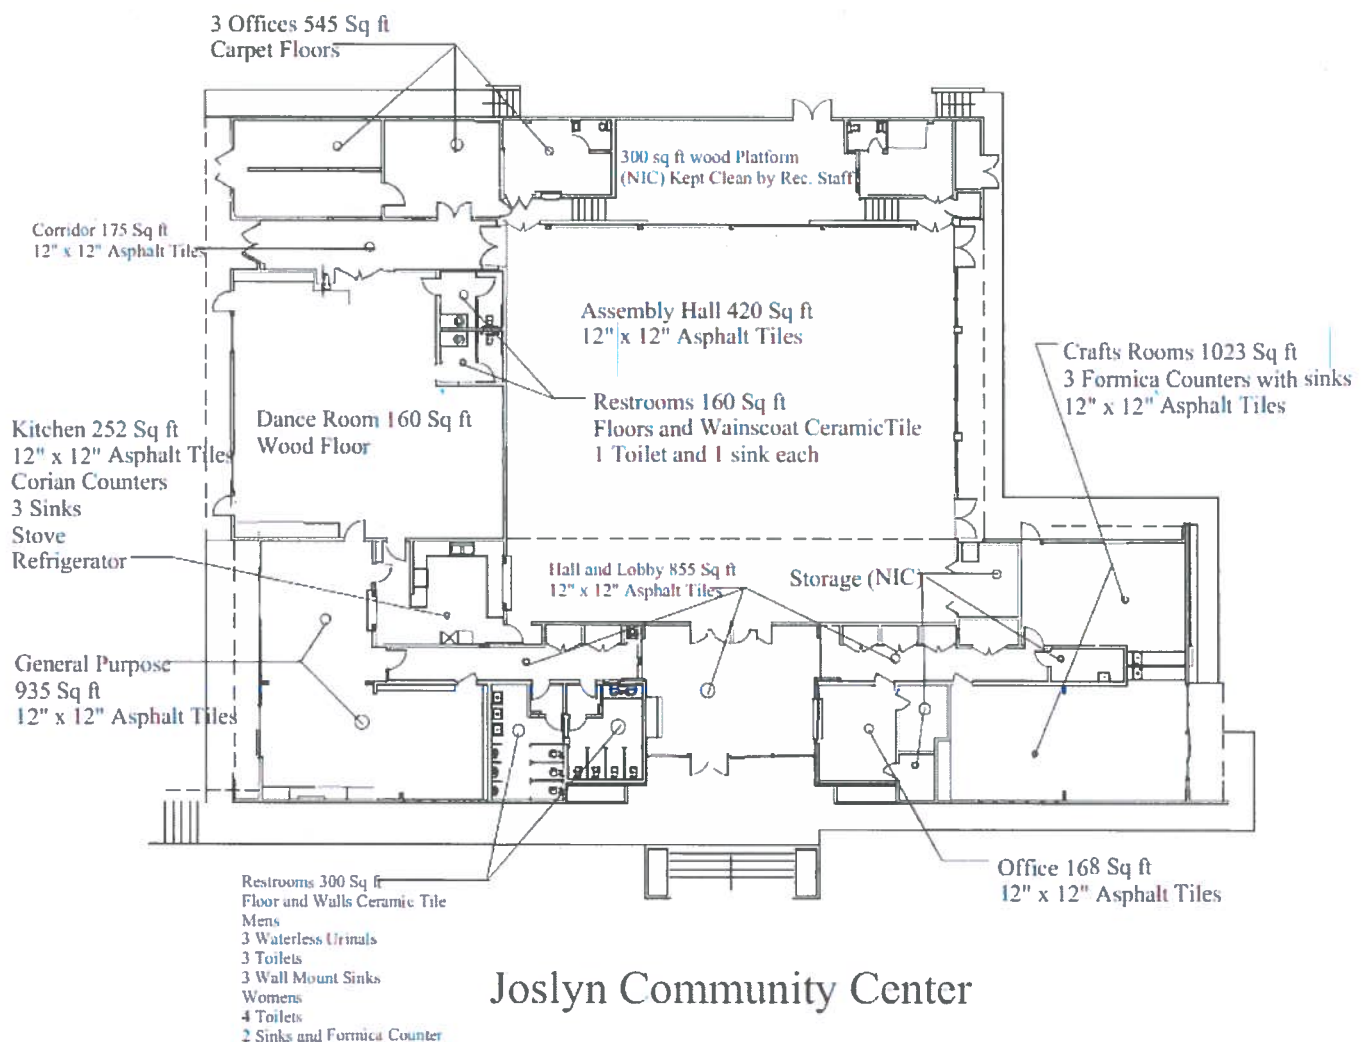 3 Offices 545 Sq ft
Carpet Floors
300 sq ft wood Platform
(NIC) Kept Clean by Rec. Staff
Corridor 175 Sq ft
12" x 12" Asphalt Tiles
Assembly Hall 420 Sq ft
12" x 12" Asphalt Tiles
Crafts Rooms 1023 Sq ft
3 Formica Counters with sinks
12" x 12" Asphalt Tiles
Restrooms 160 Sq ft
Floors and Wainscoat CeramicTile
1 Toilet and 1 sink each
Dance Room 160 Sq ft
Wood Floor
Kitchen 252 Sq ft
12" x 12" Asphalt Tiles
Corian Counters
3 Sinks
Stove
Refrigerator
Hall and Lobby 855 Sq ft
12" x 12" Asphalt Tiles
Storage (NIC)
General Purpose
935 Sq ft
12" x 12" Asphalt Tiles
Office 168 Sq ft
12" x 12" Asphalt Tiles
Restrooms 300 Sq ft
Floor and Walls Ceramic Tile
Mens
3 Waterless Urinals
3 Toilets
3 Wall Mount Sinks
Womens
4 Toilets
2 Sinks and Formica Counter
Joslyn Community Center